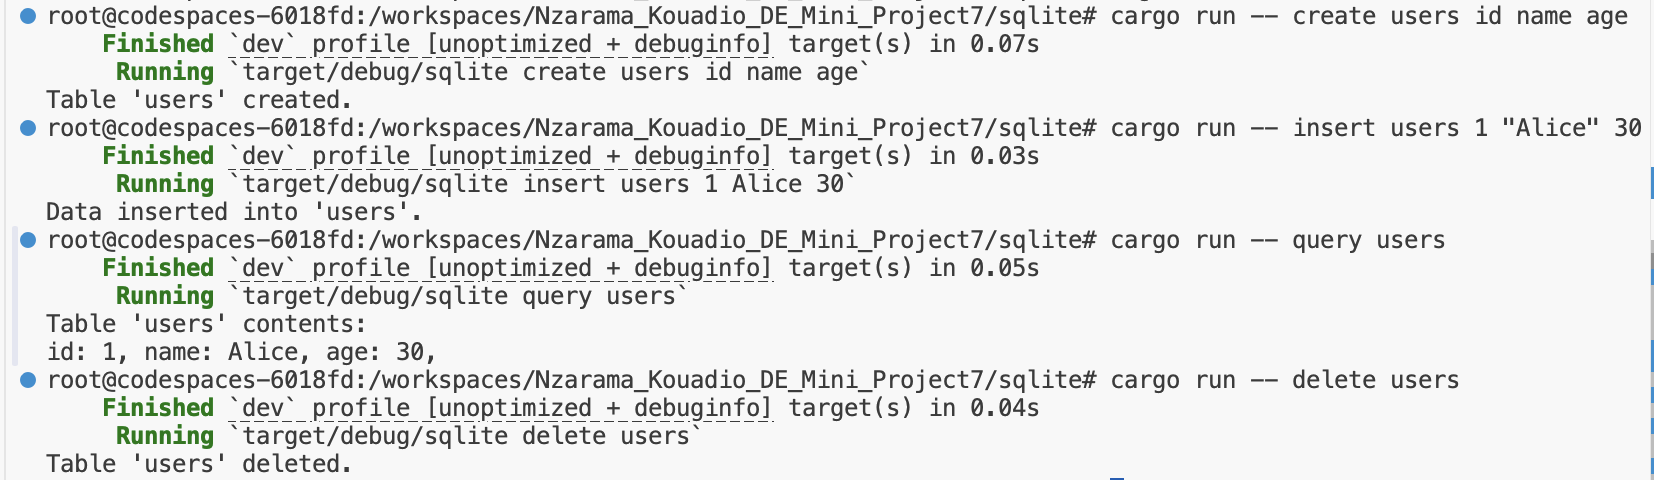 root@codespaces-6018fd:/workspaces/Nzarama_Kouadio_DE_Mini_Project7/sqlite# cargo run -- create users id name age
Finished `dev` profile [unoptimized + debuginfo] target(s) in 0.07s
Running `target/debug/sqlite create users id name age`
Table 'users' created.
root@codespaces-6018fd:/workspaces/Nzarama_Kouadio_DE_Mini_Project7/sqlite# cargo run -- insert users 1 "Alice" 30
Finished `dev` profile [unoptimized + debuginfo] target(s) in 0.03s
Running `target/debug/sqlite insert users 1 Alice 30`
Data inserted into 'users'.
root@codespaces-6018fd:/workspaces/Nzarama_Kouadio_DE_Mini_Project7/sqlite# cargo run -- query users
Finished `dev` profile [unoptimized + debuginfo] target(s) in 0.05s
Running `target/debug/sqlite query users`
Table 'users' contents:
id: 1, name: Alice, age: 30,
root@codespaces-6018fd:/workspaces/Nzarama_Kouadio_DE_Mini_Project7/sqlite# cargo run -- delete users
Finished `dev` profile [unoptimized + debuginfo] target(s) in 0.04s
Running `target/debug/sqlite delete users`
Table 'users' deleted.